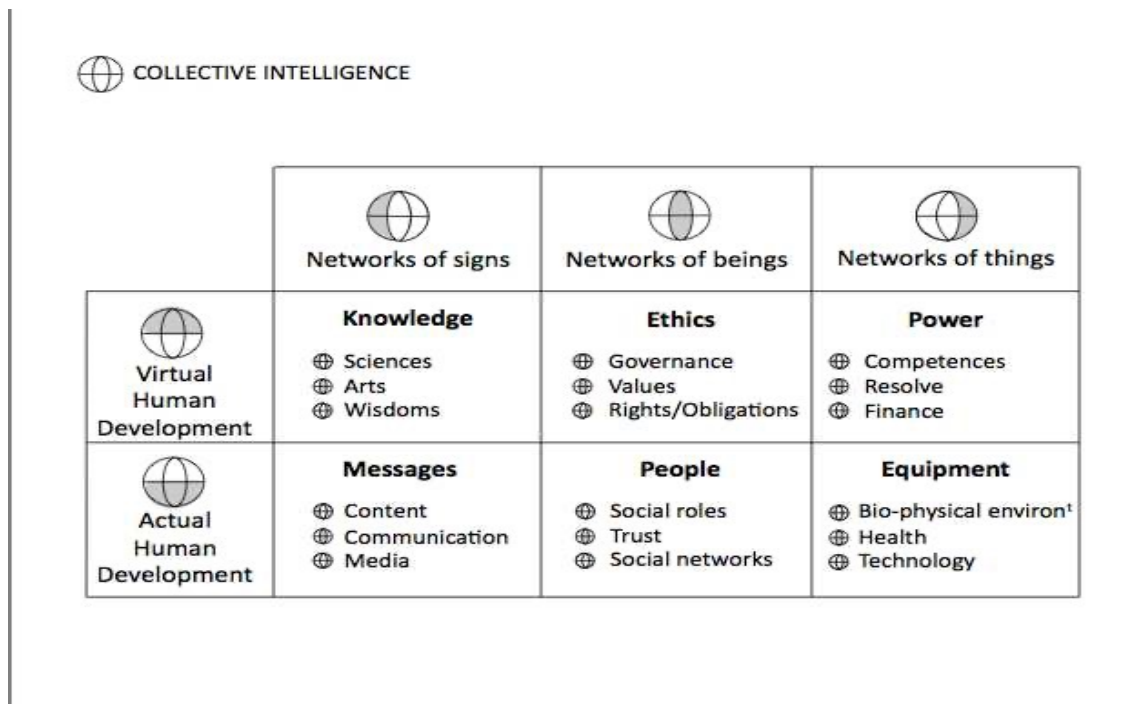 COLLECTIVE INTELLIGENCE
Networks of signs
Networks of beings
Networks of things
Virtual
Human
Development
Knowledge
Sciences
Arts
Wisdoms
Ethics
Governance
Values
Rights/Obligations
Power
Competences
Resolve
Finance
Actual
Human
Development
Messages
Content
Communication
Media
People
Social roles
Trust
Social networks
Equipment
Bio-physical environᵗ
Health
Technology